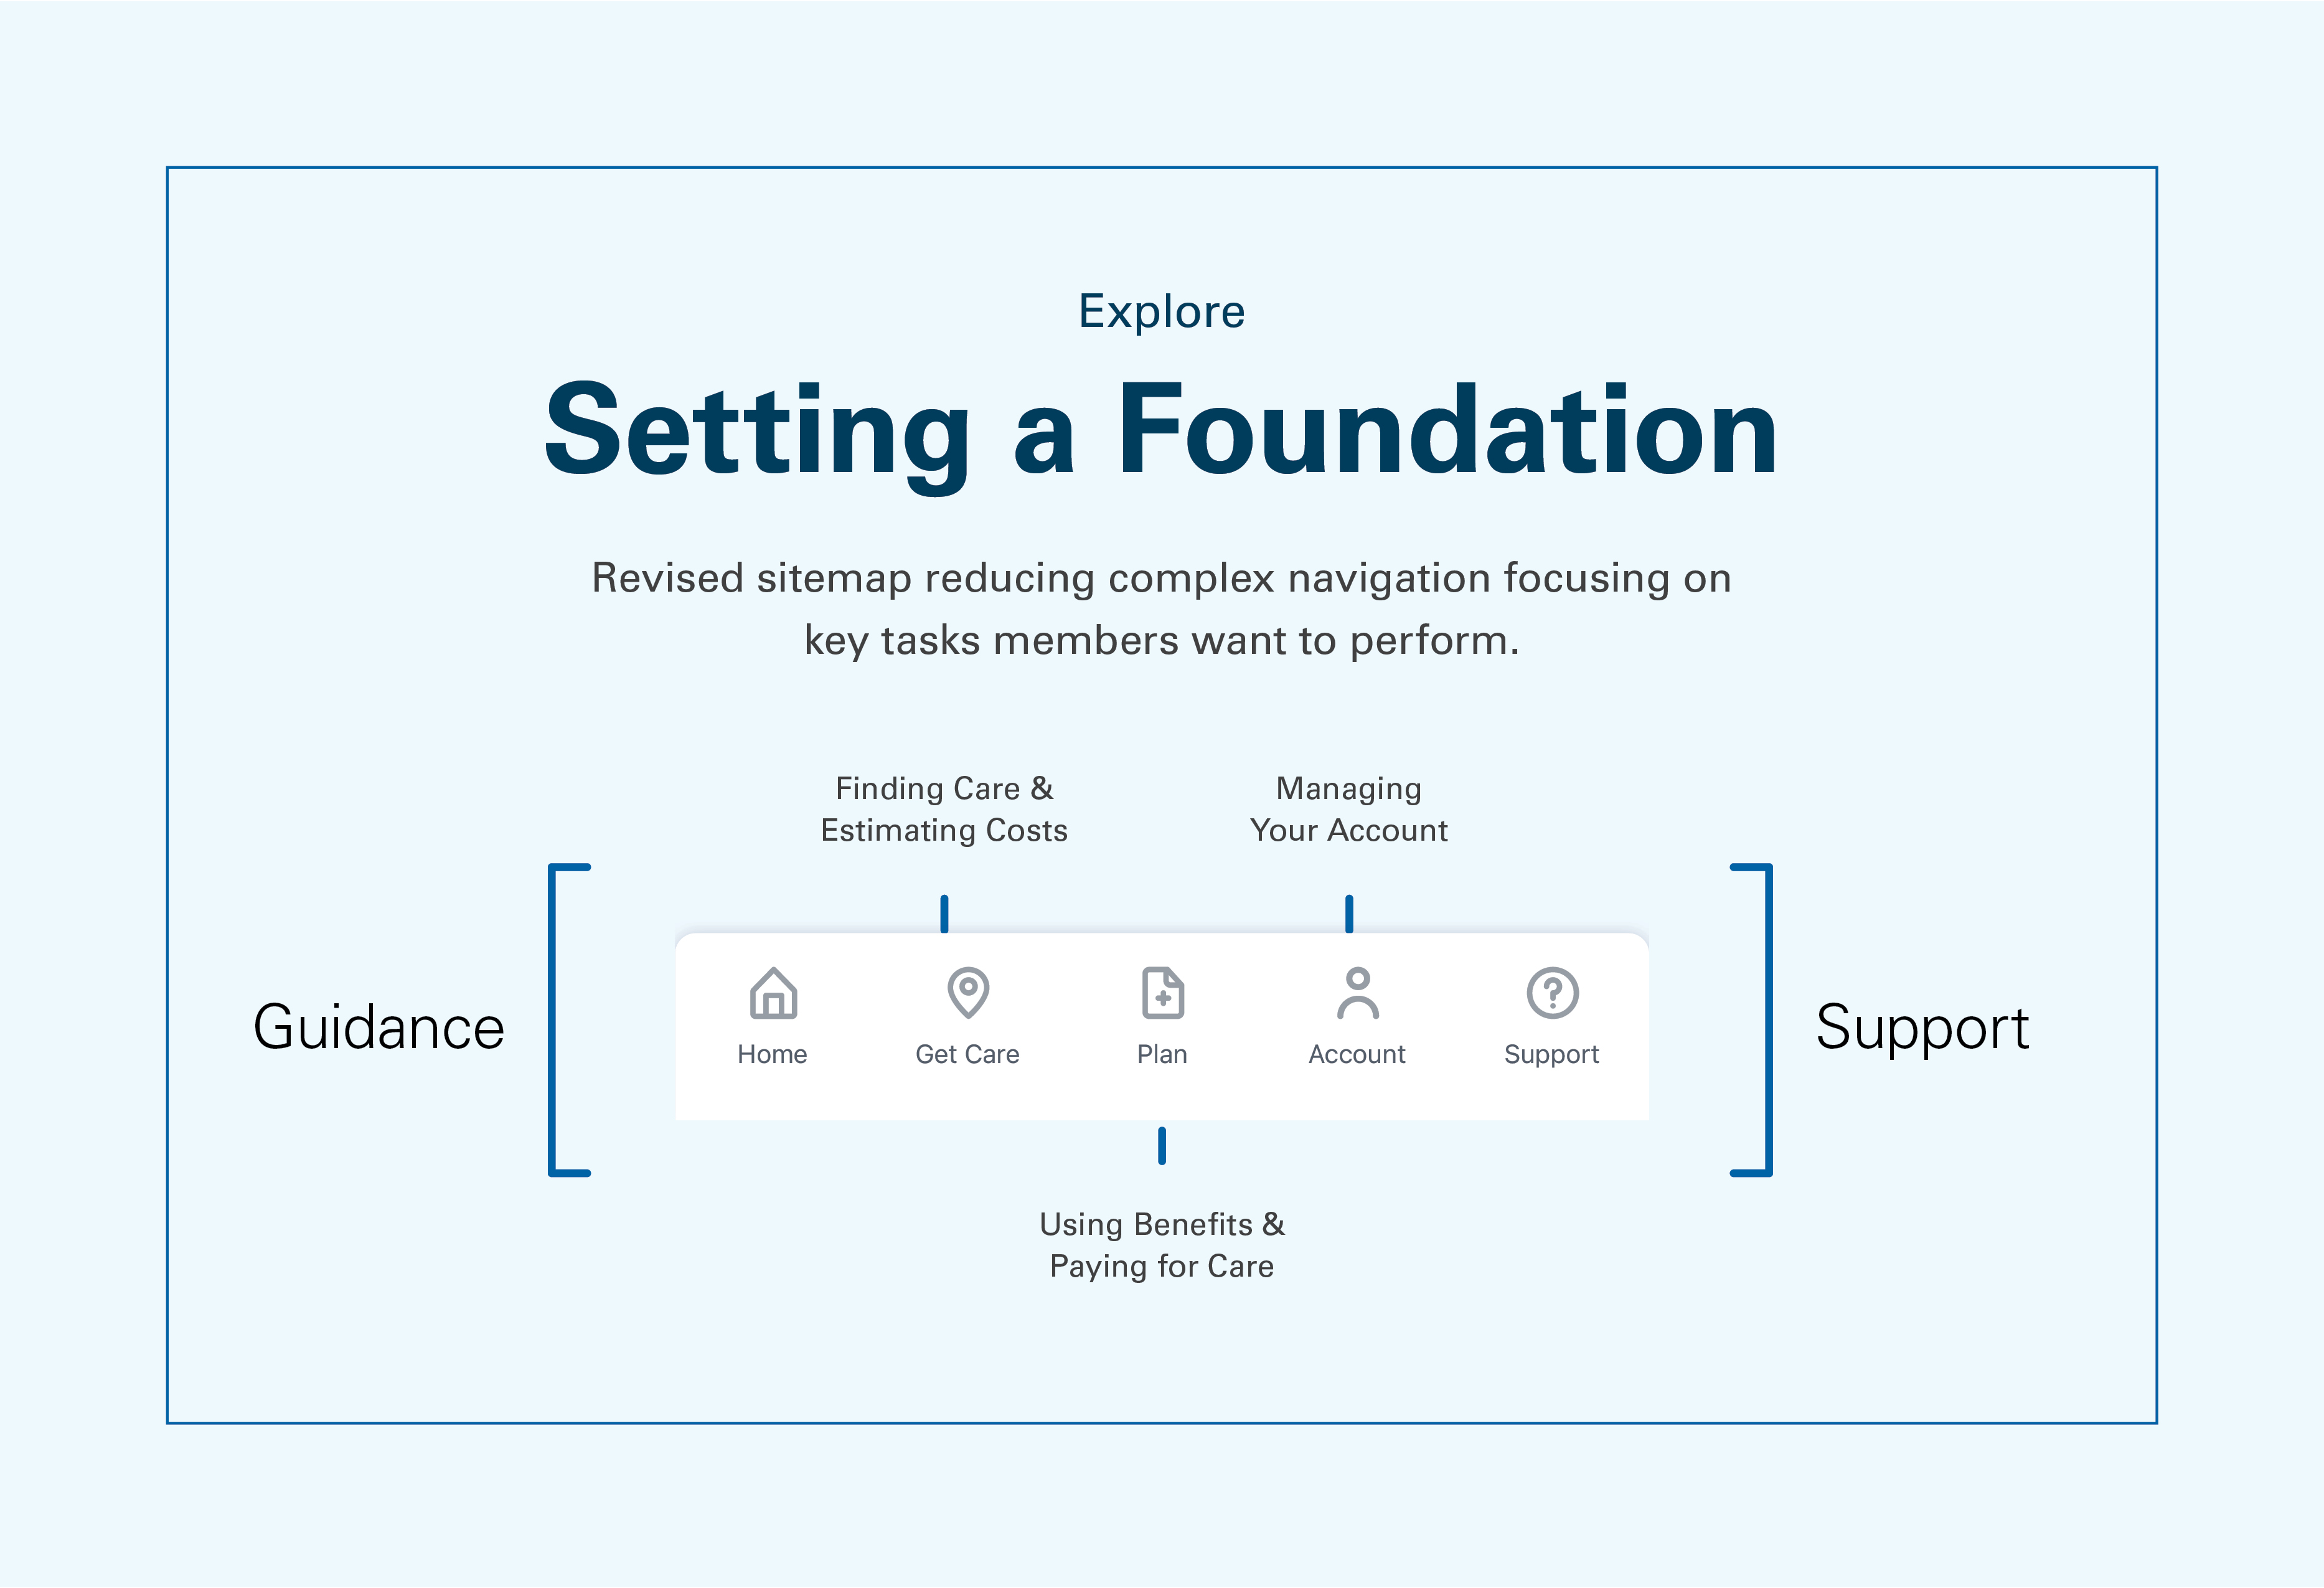 Explore
Setting a Foundation
Revised sitemap reducing complex navigation focusing on
key tasks members want to perform.
Finding Care &
Estimating Costs
Managing
Your Account
Guidance
Home
Get Care
Plan
Account
Support
Support
Using Benefits &
Paying for Care